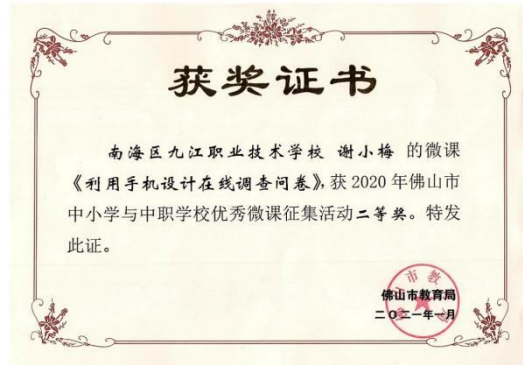 获奖证书
南海区九江职业技术学校 谢小梅 的微课
《利用手机设计在线调查问卷》,获 2020 年佛山市
中小学与中职学校优秀微课征集活动二等奖。特发
此证。
佛山市教育局
二〇二一年一月